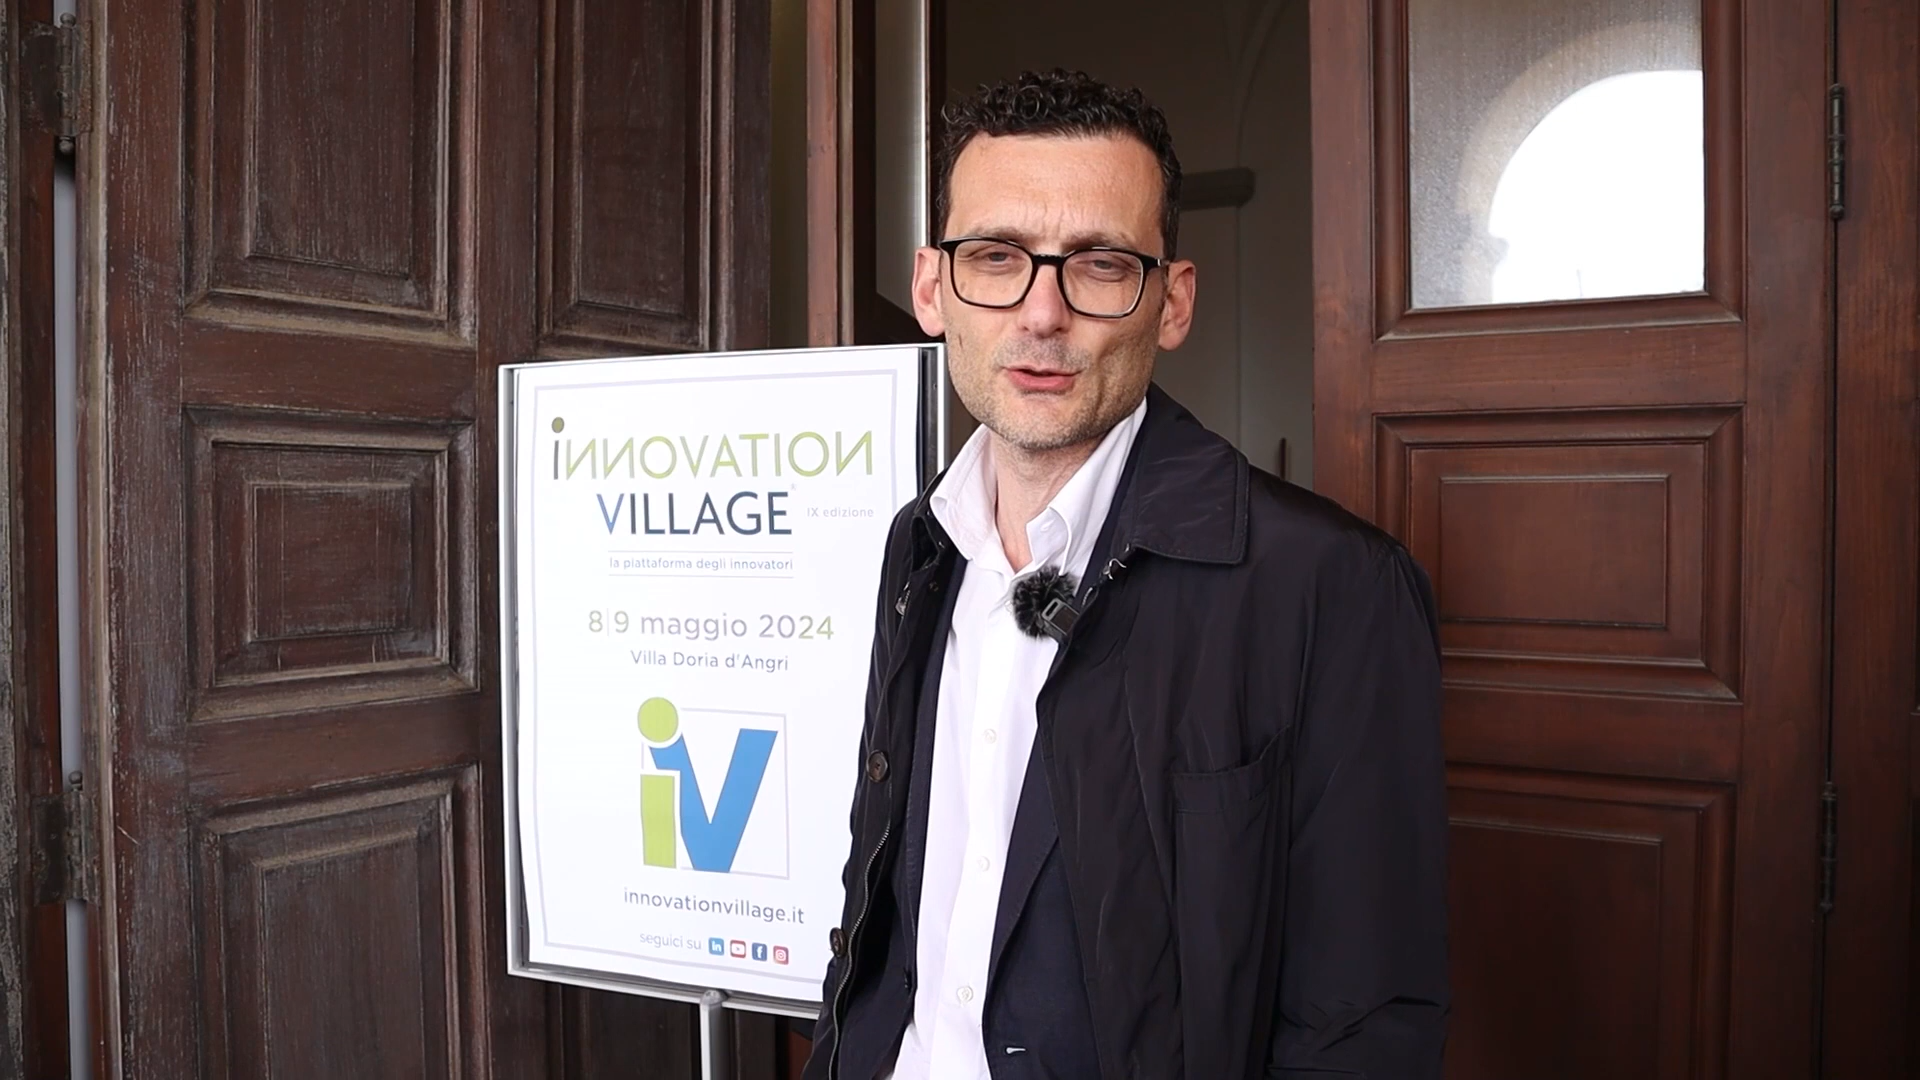 iNNOVATION
VILLAGE
IX edizione
la piattaforma degli innovatori
8|9 maggio 2024
Villa Doria d'Angri
iV
innovationvillage.it
seguici su in f